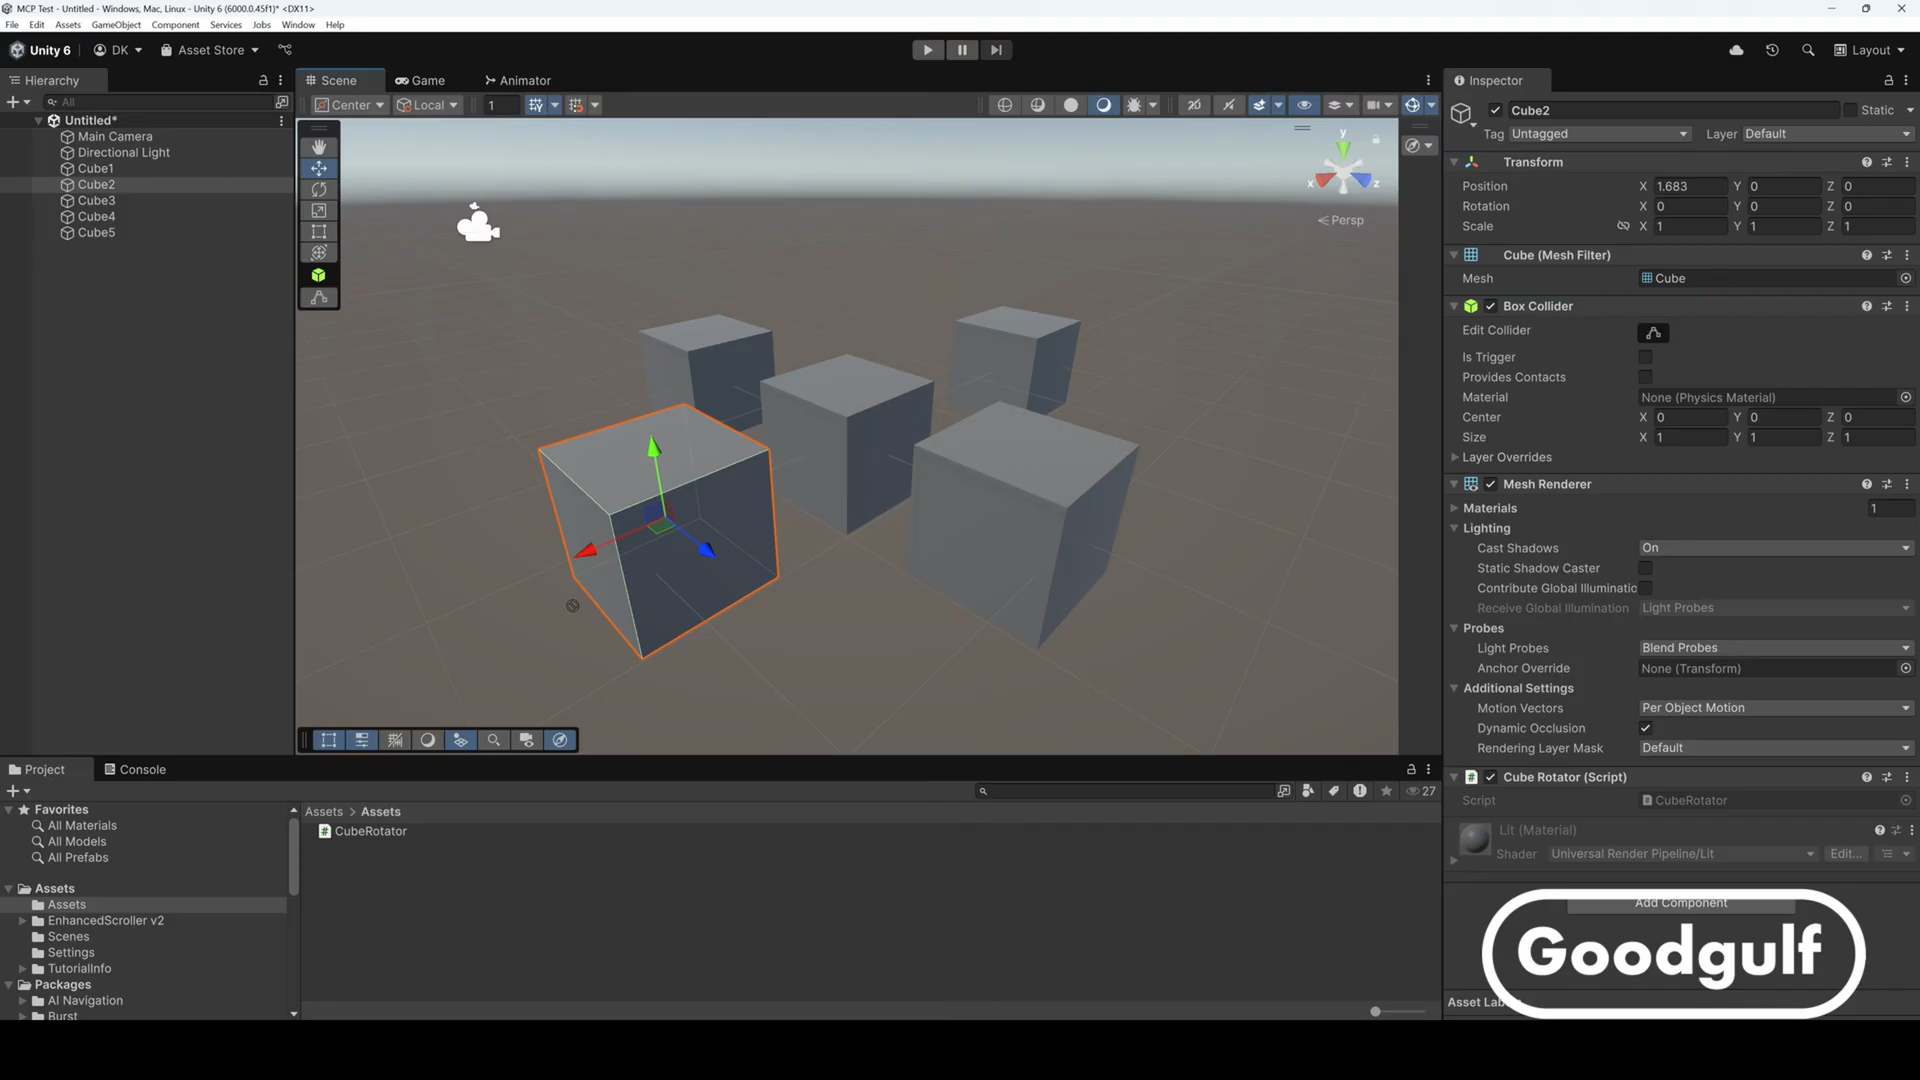 MCP Test - Untitled - Windows, Mac, Linux - Unity 6 (6000.0.45f1)* <DX11>
File Edit Assets GameObject Component Services Jobs Window Help
Unity 6 DK Asset Store Layout
Hierarchy
All
Untitled*
Main Camera
Directional Light
Cube1
Cube2
Cube3
Cube4
Cube5
Scene Game Animator
Center Local 1
2D
y
x z
Persp
Inspector
Cube2 Static
Tag Untagged Layer Default
Transform
Position X 1.683 Y 0 Z 0
Rotation X 0 Y 0 Z 0
Scale X 1 Y 1 Z 1
Cube (Mesh Filter)
Mesh Cube
Box Collider
Edit Collider
Is Trigger
Provides Contacts
Material None (Physics Material)
Center X 0 Y 0 Z 0
Size X 1 Y 1 Z 1
Layer Overrides
Mesh Renderer
Materials 1
Lighting
Cast Shadows On
Static Shadow Caster
Contribute Global Illuminatio
Receive Global Illumination Light Probes
Probes
Light Probes Blend Probes
Anchor Override None (Transform)
Additional Settings
Motion Vectors Per Object Motion
Dynamic Occlusion
Rendering Layer Mask Default
Cube Rotator (Script)
Script CubeRotator
Lit (Material)
Shader Universal Render Pipeline/Lit Edit...
Add Component
Goodgulf
Asset Lab
Project Console
27
Favorites
All Materials
All Models
All Prefabs
Assets
Assets
EnhancedScroller v2
Scenes
Settings
TutorialInfo
Packages
AI Navigation
Burst
Assets > Assets
CubeRotator